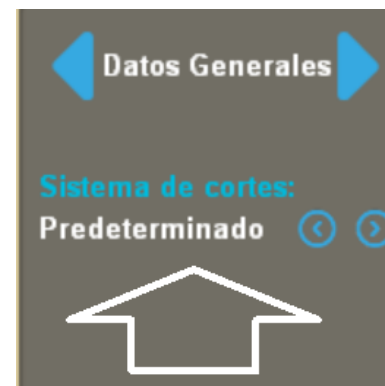 Datos Generales
Sistema de cortes:
Predeterminado